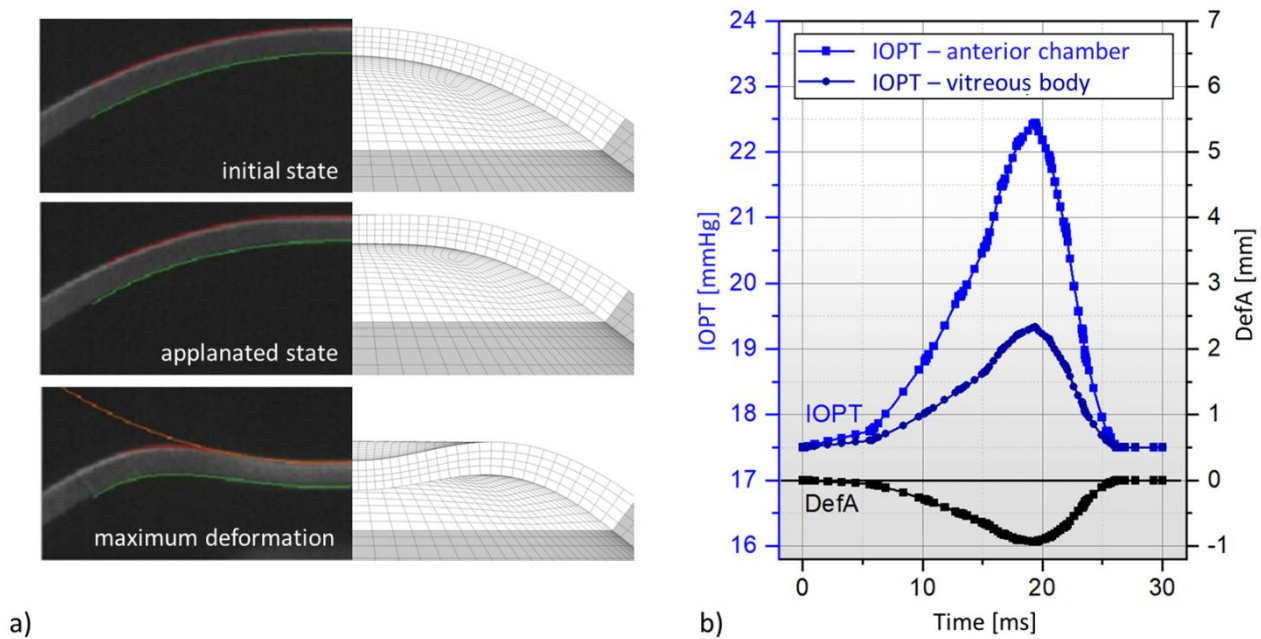 initial state
applanated state
maximum deformation
a)
24
23
22
21
20
19
18
17
16
IOPT [mmHg]
IOPT – anterior chamber
IOPT – vitreous body
IOPT
DefA
7
6
5
4
3
2
1
0
-1
DefA [mm]
0
10
20
30
Time [ms]
b)